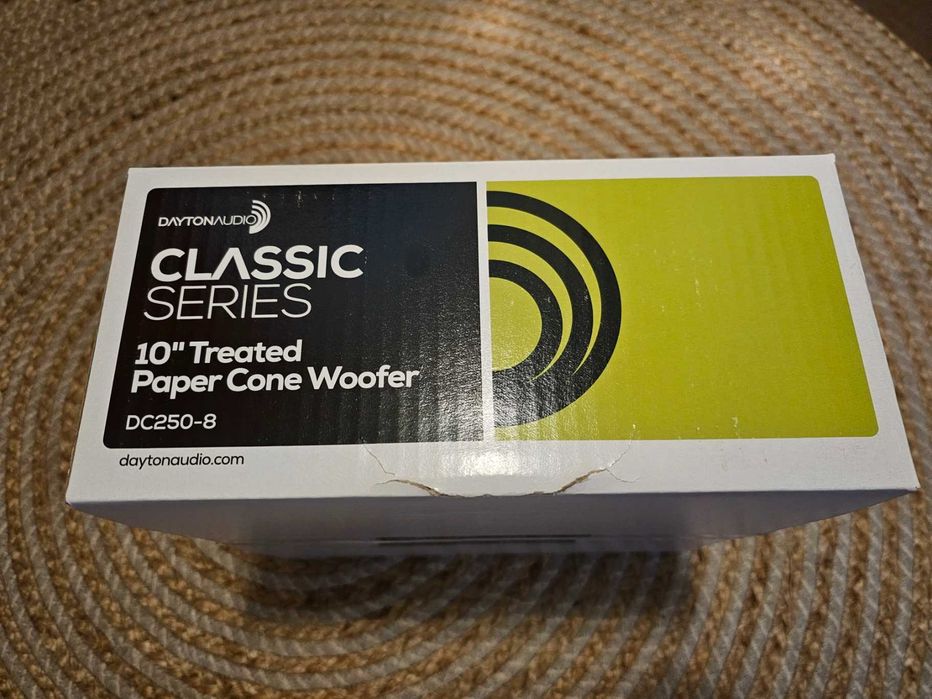 DAYTONAUDIO
CLASSIC
SERIES
10" Treated
Paper Cone Woofer
DC250-8
daytonaudio.com